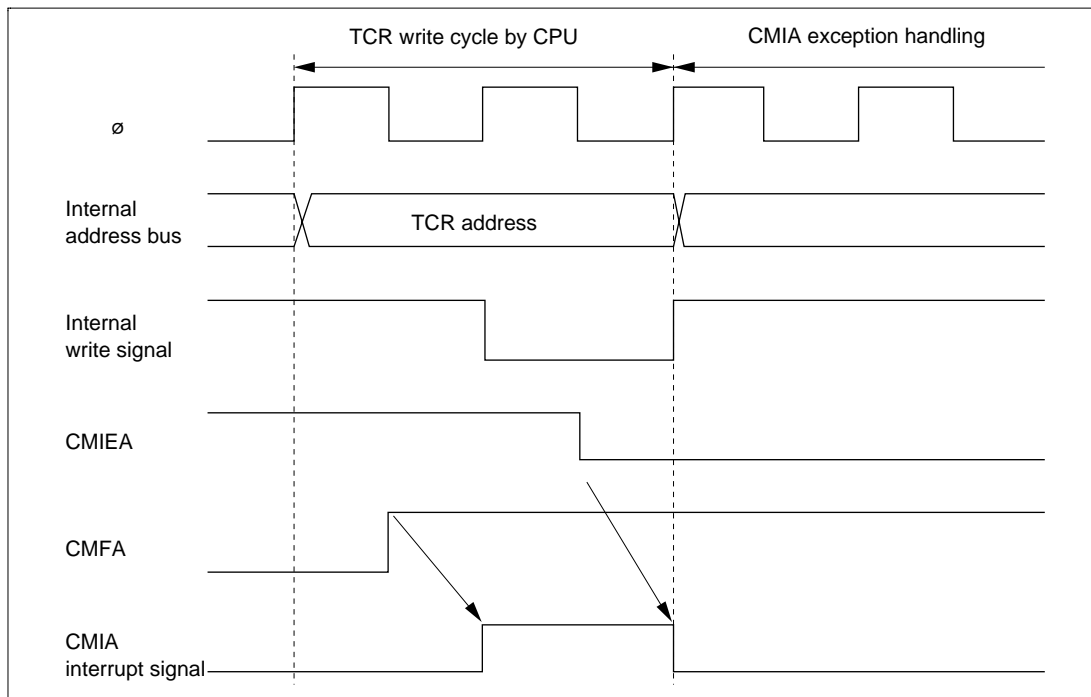 TCR write cycle by CPU
CMIA exception handling
ø
Internal
address bus
TCR address
Internal
write signal
CMIEA
CMFA
CMIA
interrupt signal